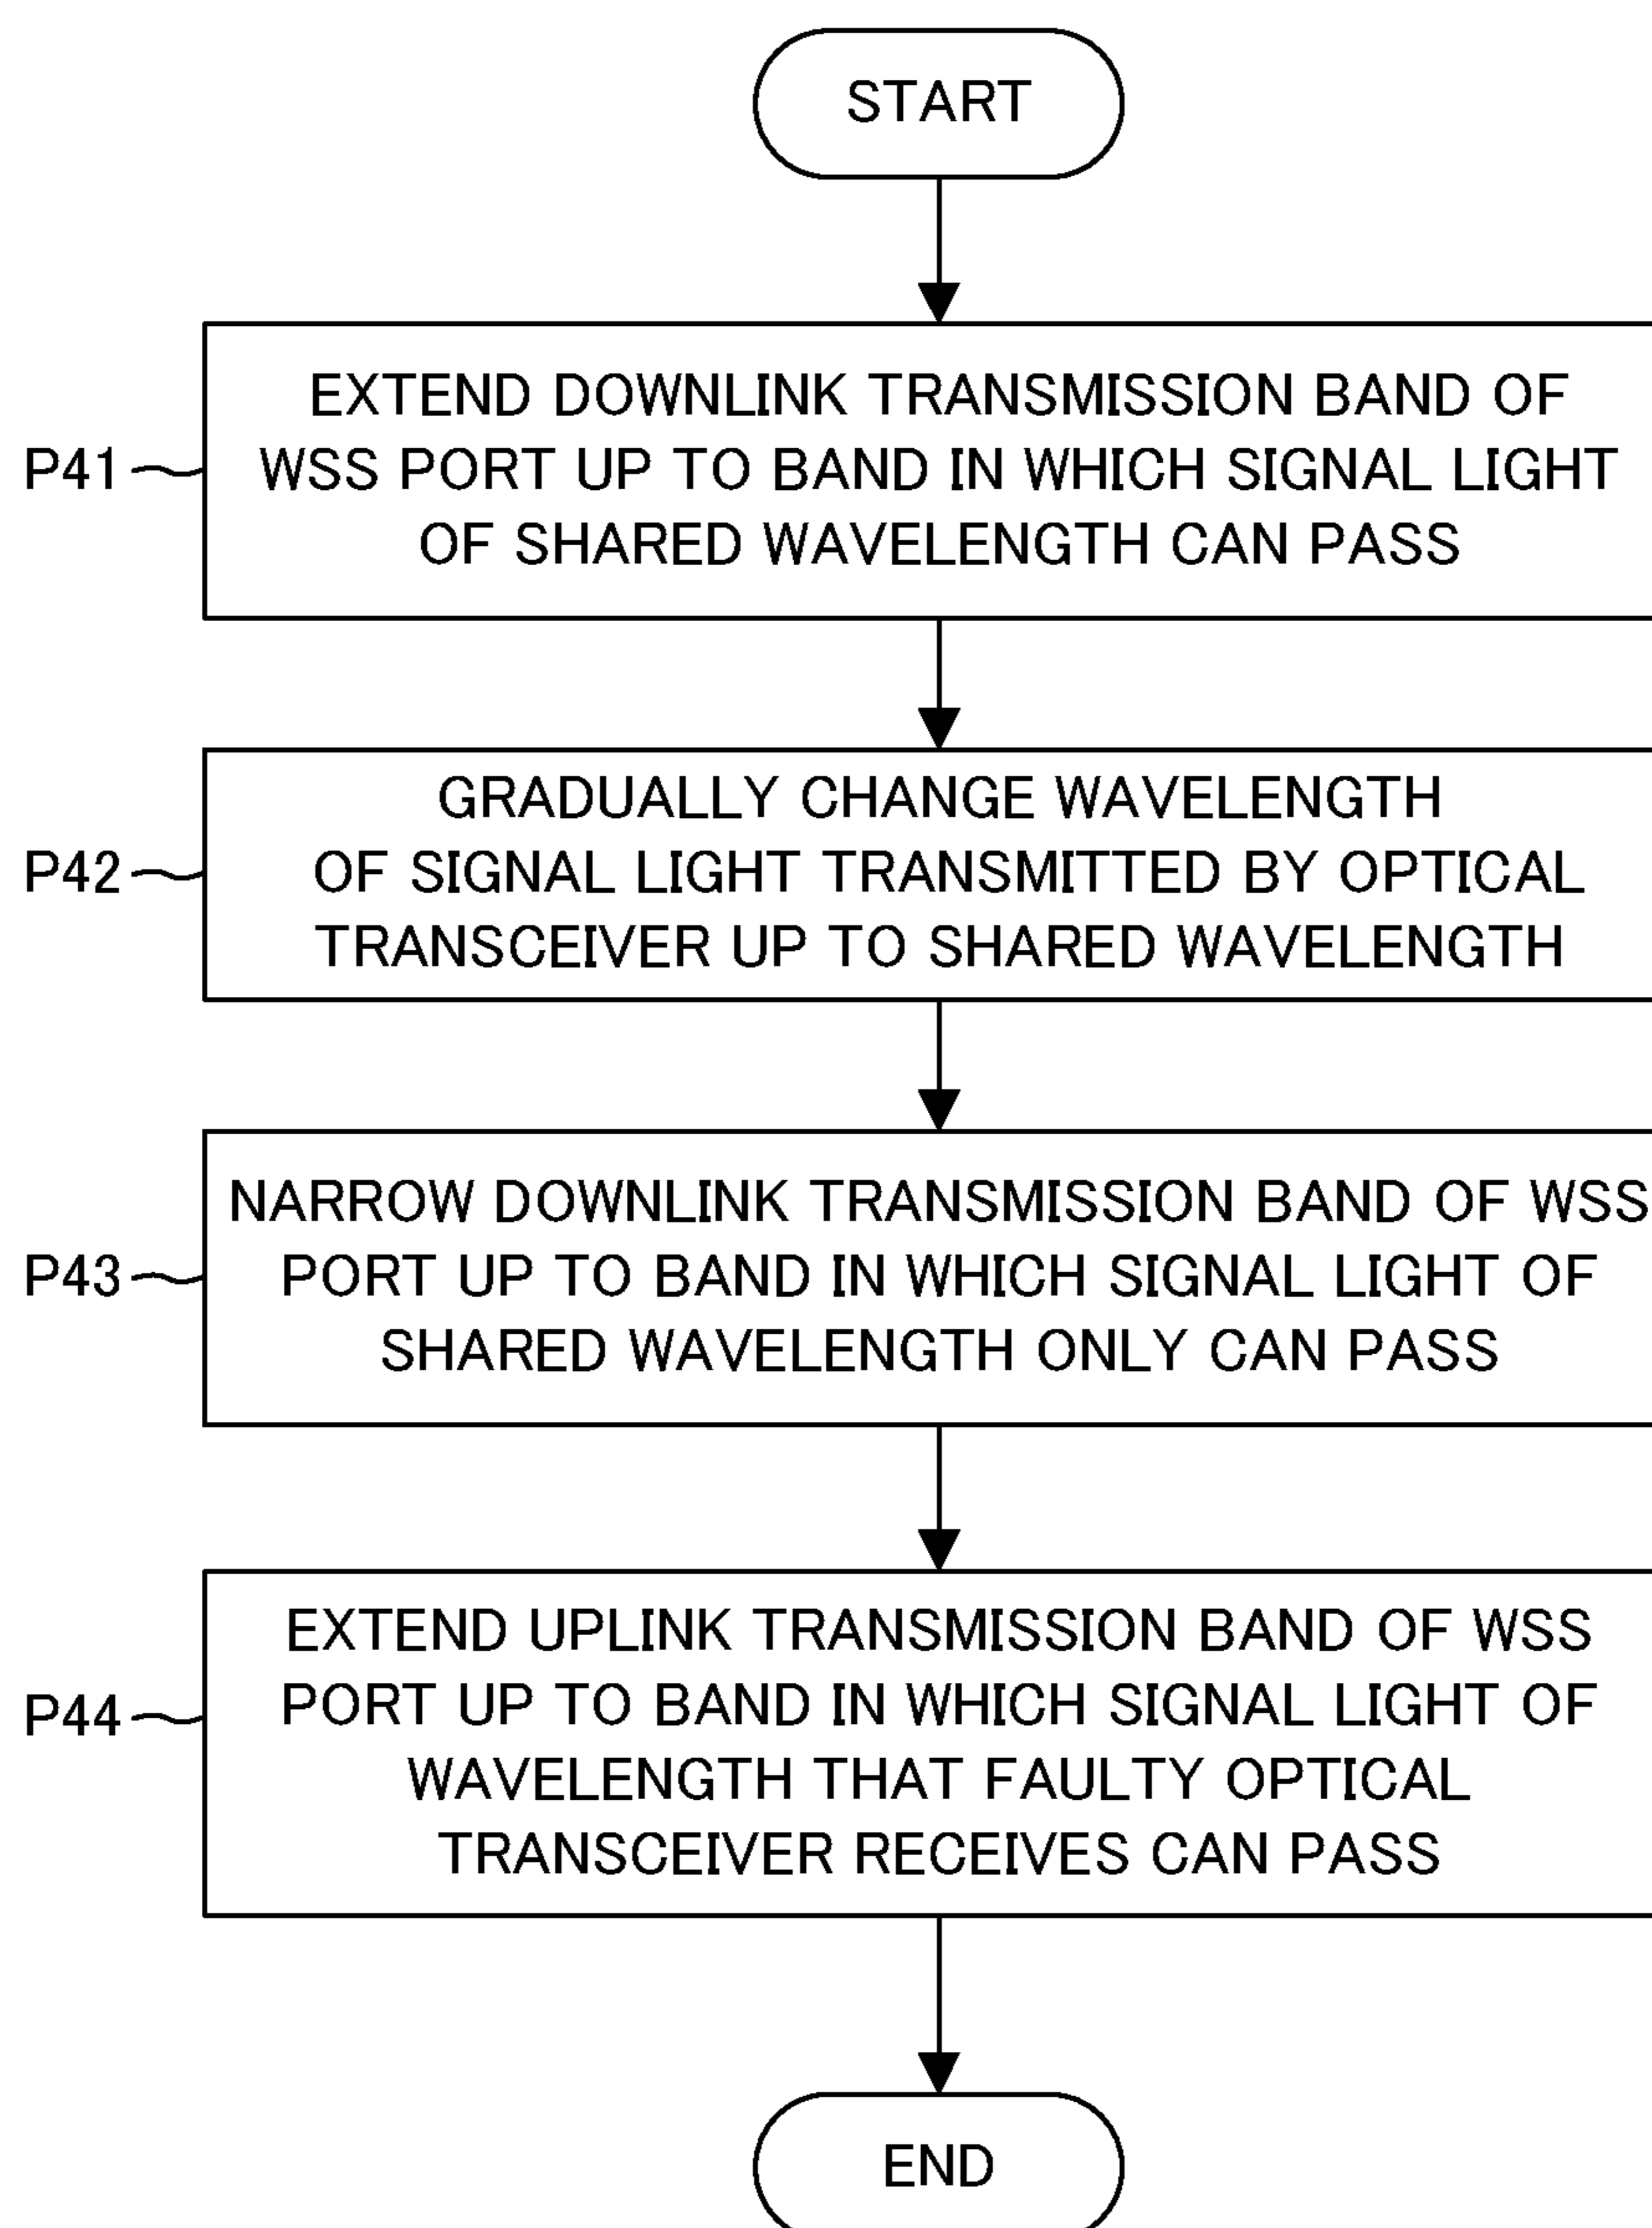 START
EXTEND DOWNLINK TRANSMISSION BAND OF
WSS PORT UP TO BAND IN WHICH SIGNAL LIGHT
OF SHARED WAVELENGTH CAN PASS
P41
GRADUALLY CHANGE WAVELENGTH
OF SIGNAL LIGHT TRANSMITTED BY OPTICAL
TRANSCEIVER UP TO SHARED WAVELENGTH
P42
NARROW DOWNLINK TRANSMISSION BAND OF WSS
PORT UP TO BAND IN WHICH SIGNAL LIGHT OF
SHARED WAVELENGTH ONLY CAN PASS
P43
EXTEND UPLINK TRANSMISSION BAND OF WSS
PORT UP TO BAND IN WHICH SIGNAL LIGHT OF
WAVELENGTH THAT FAULTY OPTICAL
TRANSCEIVER RECEIVES CAN PASS
P44
END